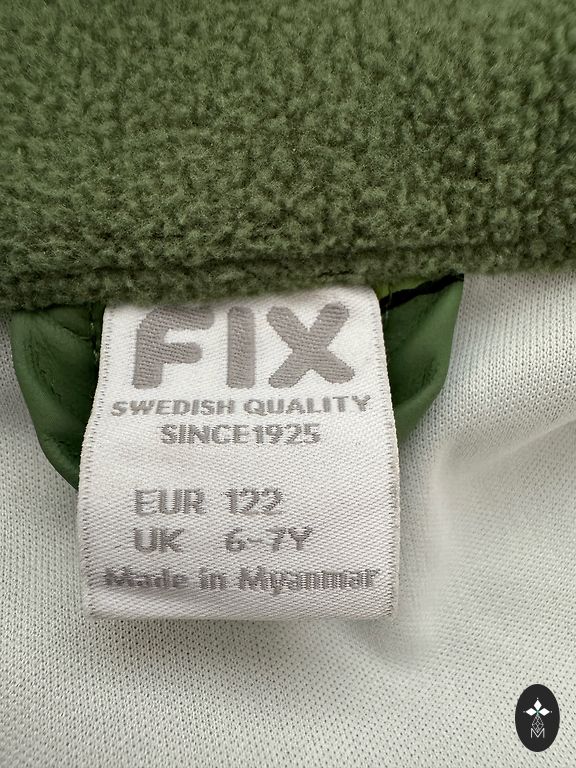 FIX
SWEDISH QUALITY
SINCE1925
EUR 122
UK 6-7Y
Made in Myanmar
M